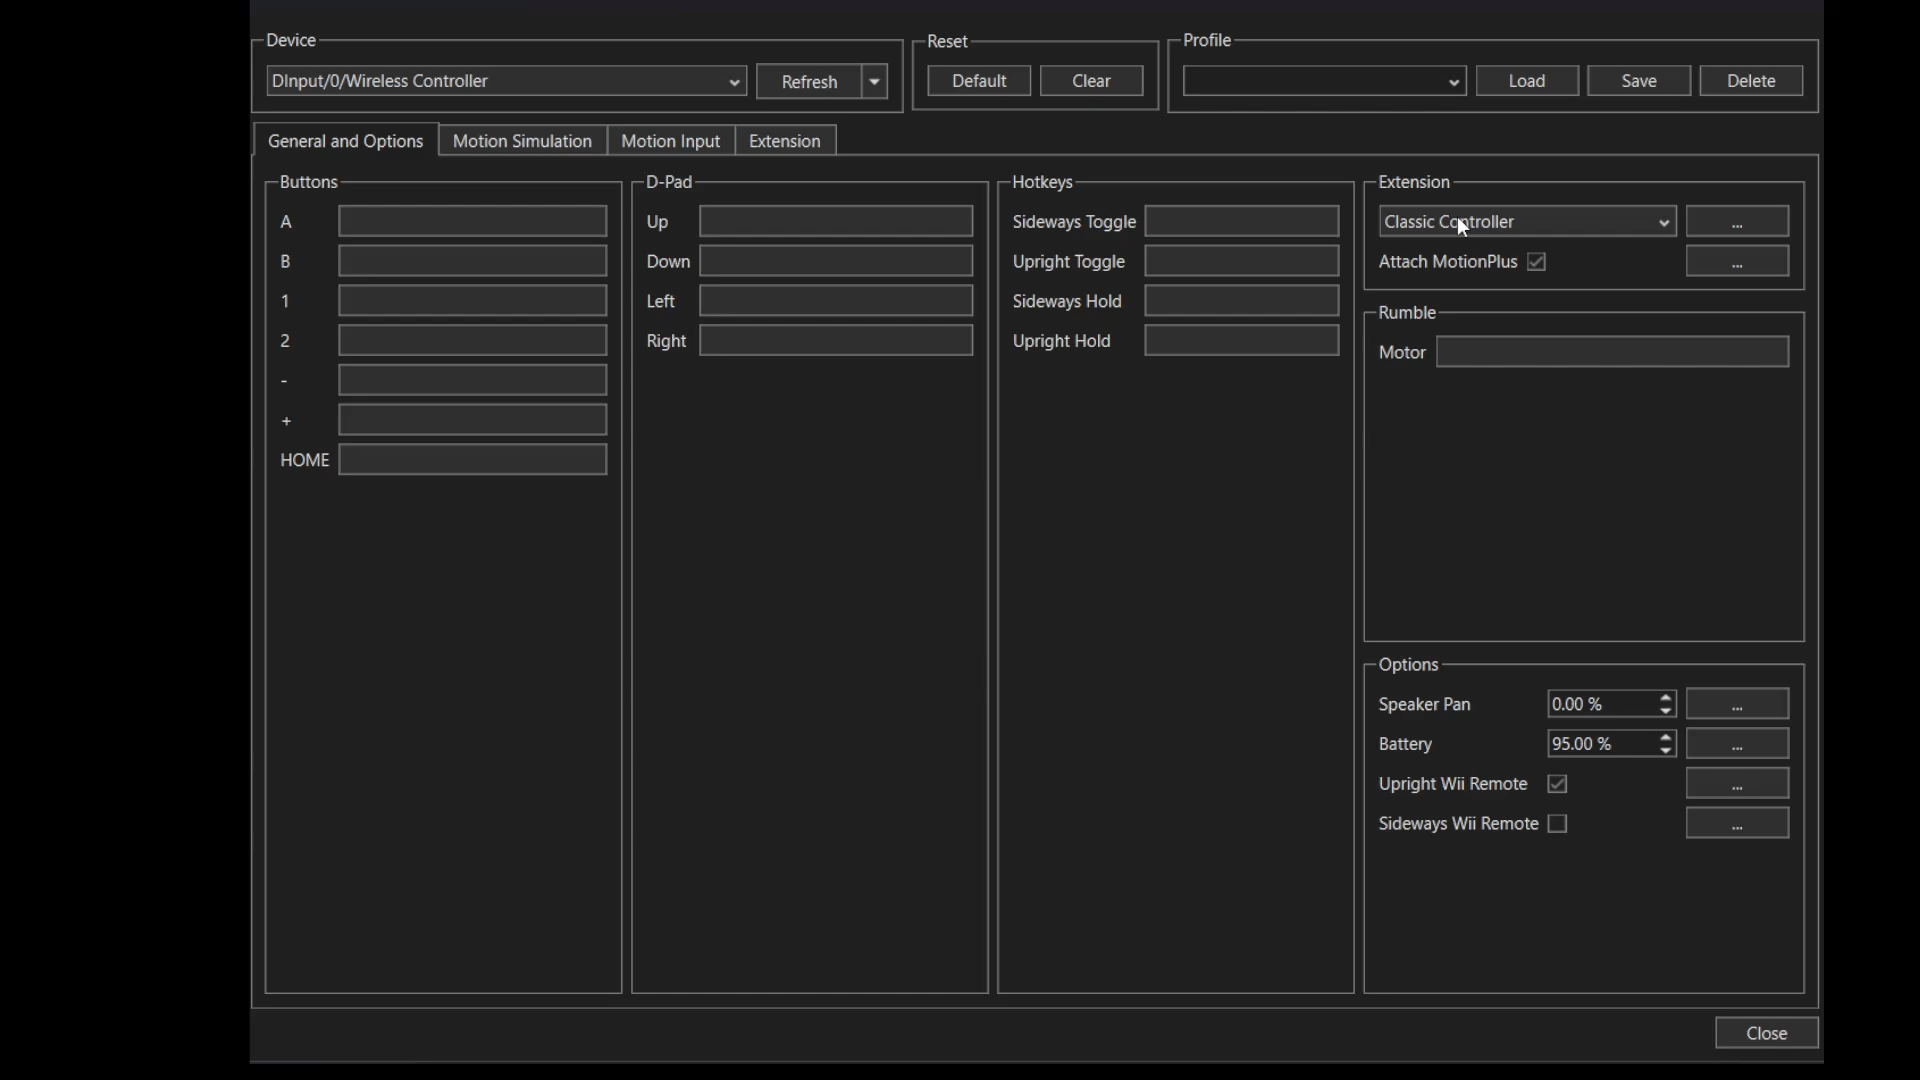 Device
DInput/0/Wireless Controller
Refresh
Reset
Default
Clear
Profile
Load
Save
Delete
General and Options
Motion Simulation
Motion Input
Extension
Buttons
A
B
1
2
-
+
HOME
D-Pad
Up
Down
Left
Right
Hotkeys
Sideways Toggle
Upright Toggle
Sideways Hold
Upright Hold
Extension
Classic Controller
...
Attach MotionPlus
...
Rumble
Motor
Options
Speaker Pan
0.00 %
...
Battery
95.00 %
...
Upright Wii Remote
...
Sideways Wii Remote
...
Close